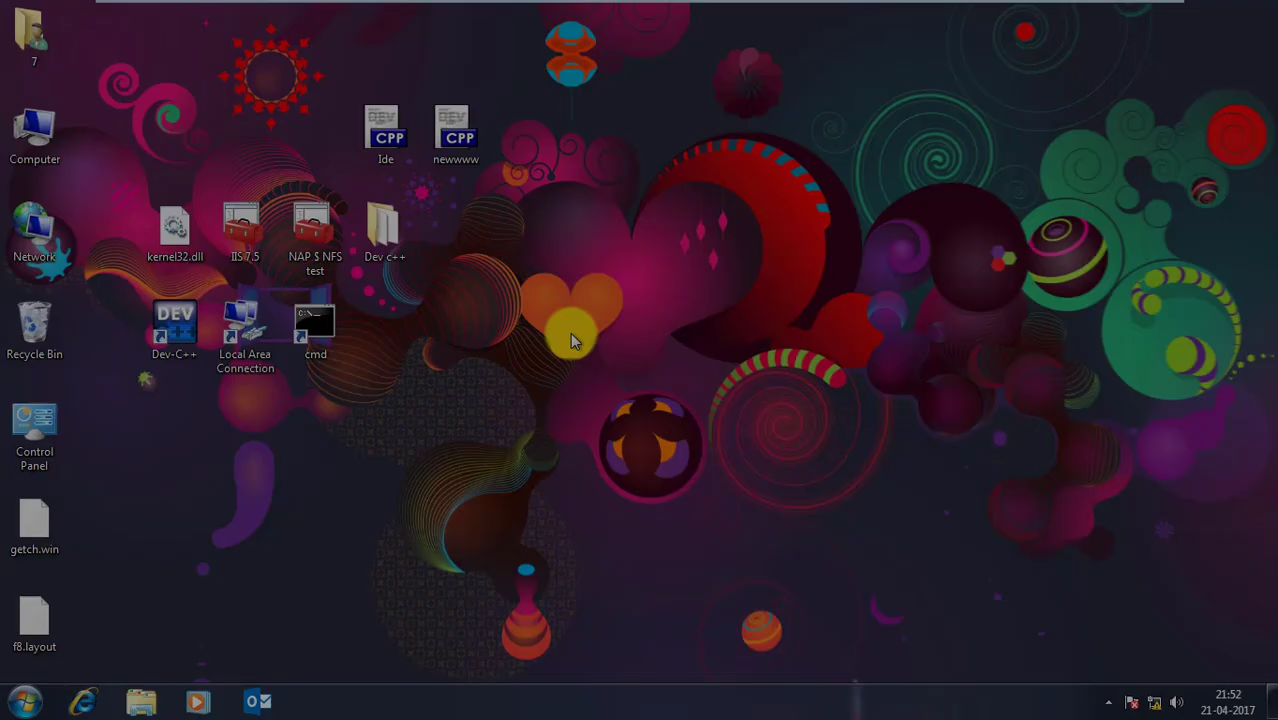 7
Computer
Network
Recycle Bin
Control
Panel
getch.win
f8.layout
kernel32.dll
IIS 7.5
NAP $ NFS
test
DEV
CPP
Ide
DEV
CPP
newwww
Dev c++
DEV
Dev-C++
Local Area
Connection
C:\_
cmd
21:52
21-04-2017